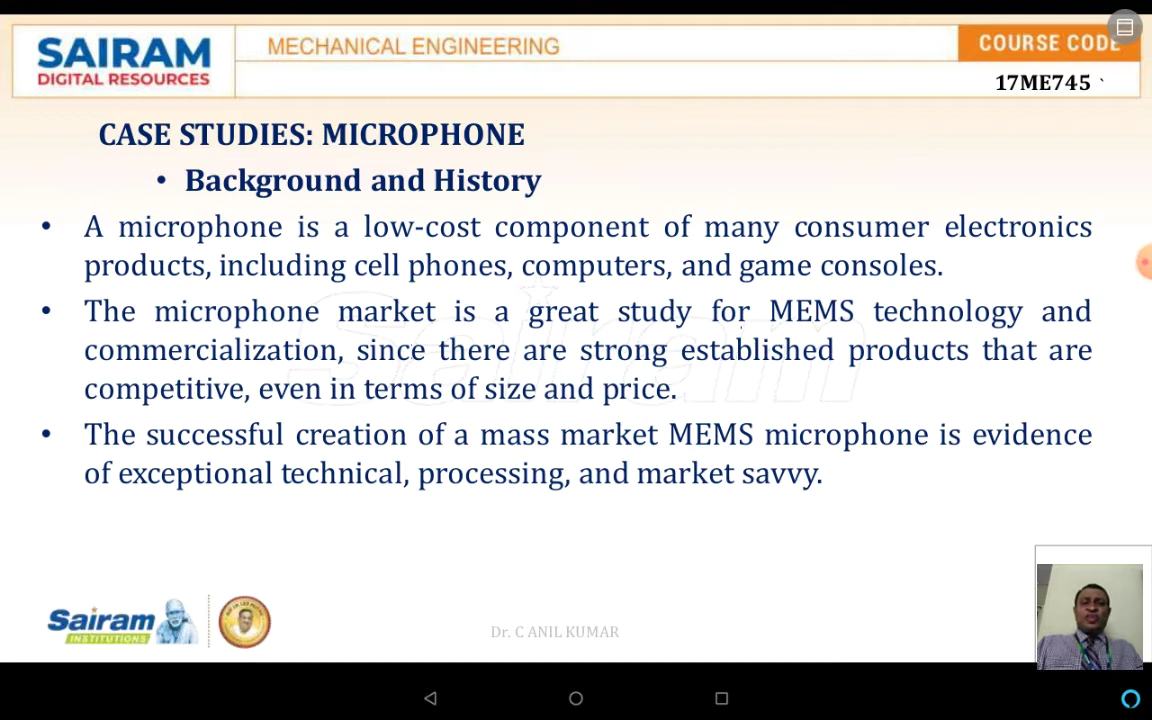 SAIRAM
DIGITAL RESOURCES
MECHANICAL ENGINEERING
COURSE CODE
17ME745 `
CASE STUDIES: MICROPHONE
• Background and History
• A microphone is a low-cost component of many consumer electronics
products, including cell phones, computers, and game consoles.
• The microphone market is a great study for MEMS technology and
commercialization, since there are strong established products that are
competitive, even in terms of size and price.
• The successful creation of a mass market MEMS microphone is evidence
of exceptional technical, processing, and market savvy.
Sairam
Sairam
INSTITUTIONS
Dr. C ANIL KUMAR